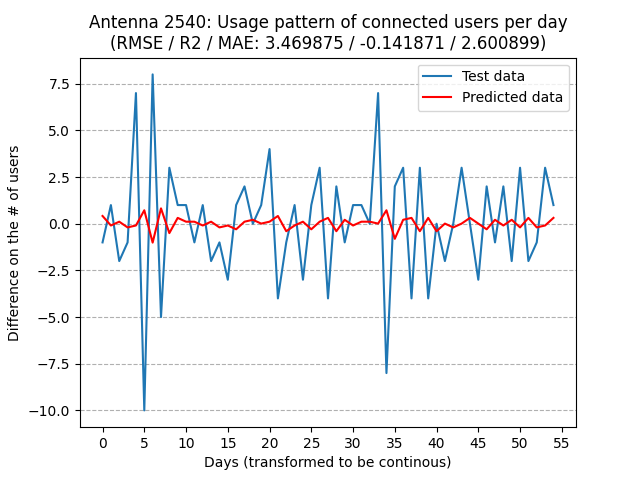 Antenna 2540: Usage pattern of connected users per day
(RMSE / R2 / MAE: 3.469875 / -0.141871 / 2.600899)
Test data
Predicted data
Difference on the # of users
7.5
5.0
2.5
0.0
−2.5
−5.0
−7.5
−10.0
0 5 10 15 20 25 30 35 40 45 50 55
Days (transformed to be continous)